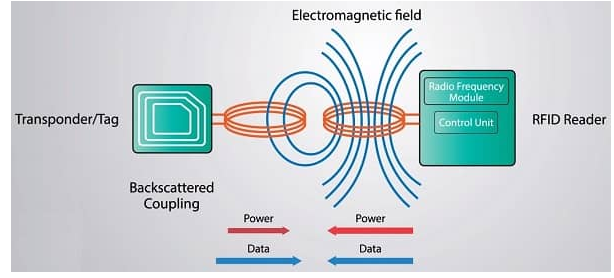 Electromagnetic field
Radio Frequency
Module
Control Unit
Transponder/Tag
RFID Reader
Backscattered
Coupling
Power
Power
Data
Data